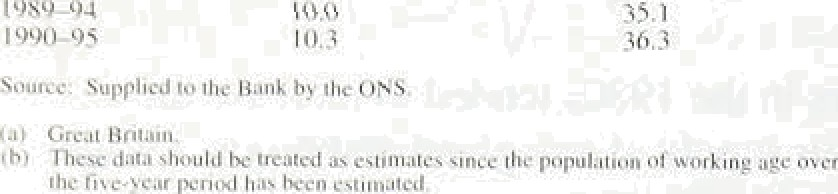 1989–94 10.0 35.1
1990–95 10.3 36.3
Source: Supplied to the Bank by the ONS.
(a) Great Britain.
(b) These data should be treated as estimates since the population of working age over
the five-year period has been estimated.